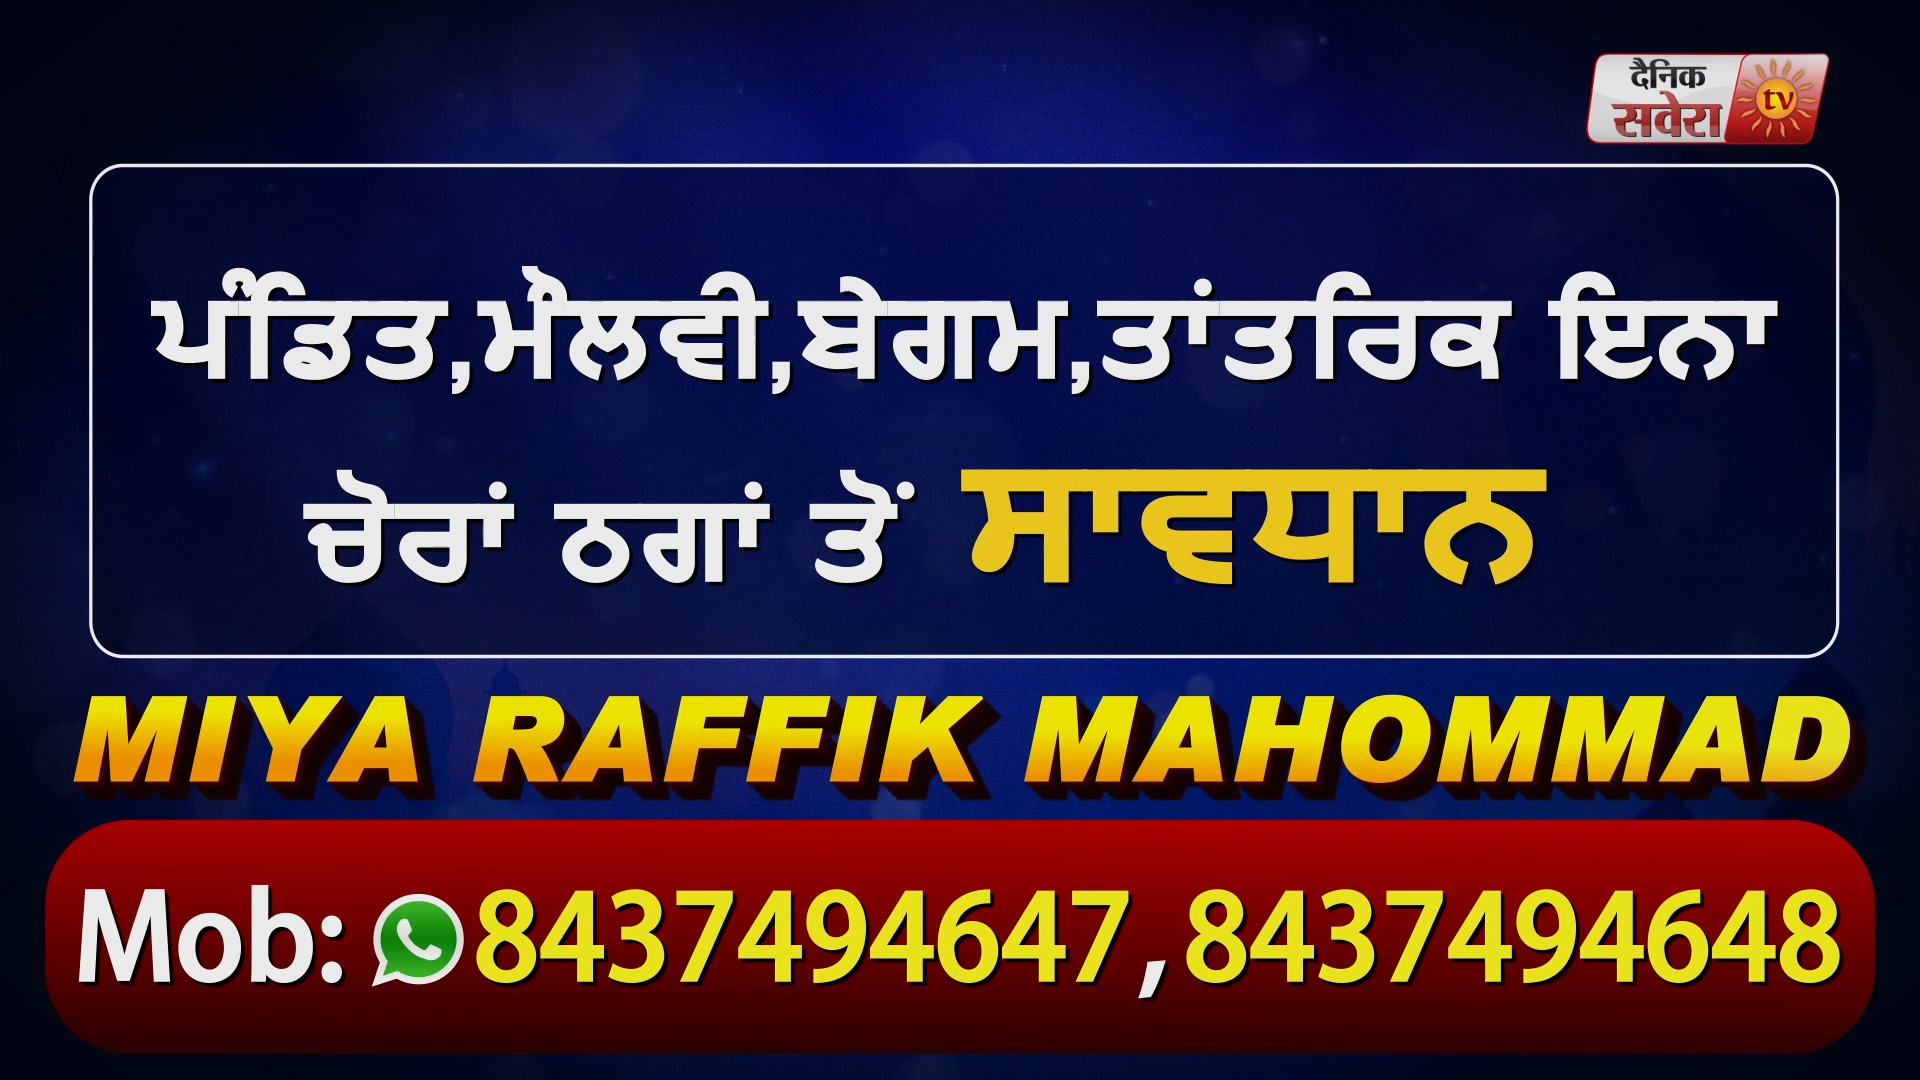 दैनिक
सवेरा tv
ਪੰਡਿਤ,ਮੌਲਵੀ,ਬੇਗਮ,ਤਾਂਤਰਿਕ ਇਨਾ
ਚੋਰਾਂ ਠਗਾਂ ਤੋਂ ਸਾਵਧਾਨ
MIYA RAFFIK MAHOMMAD
Mob: 8437494647, 8437494648